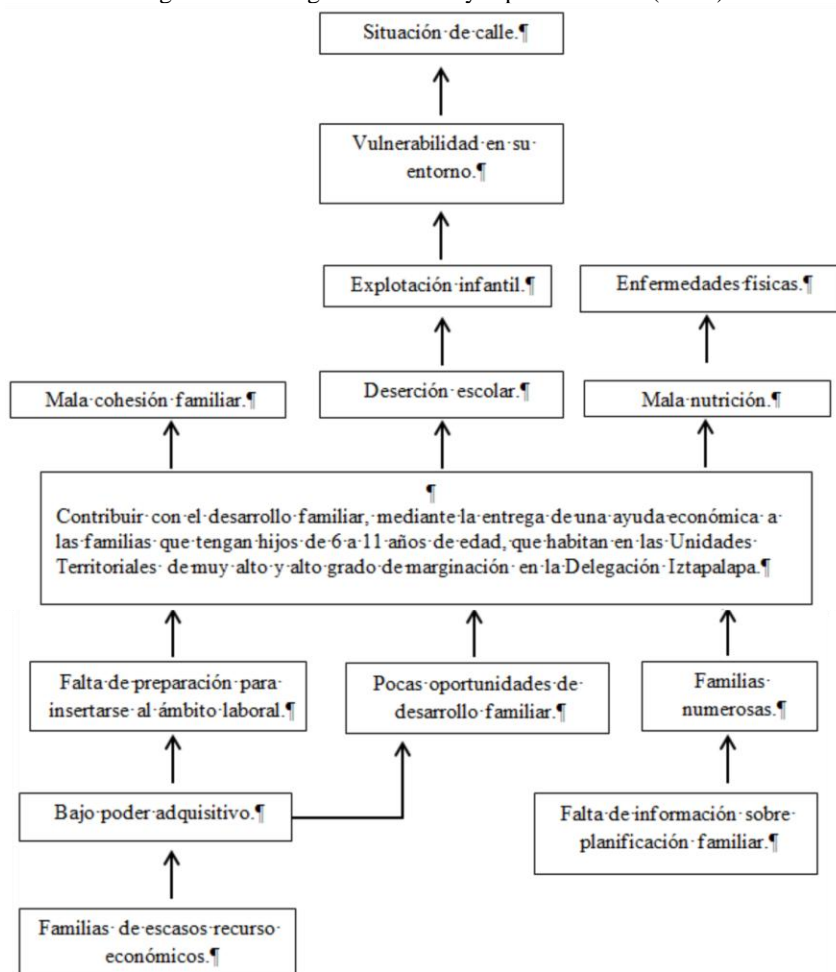 Situación·de·calle.¶
Vulnerabilidad·en·su·
entorno.¶
Explotación·infantil.¶
Enfermedades·físicas.¶
Mala·cohesión·familiar.¶
Deserción·escolar.¶
Mala·nutrición.¶
¶
Contribuir·con·el·desarrollo·familiar,·mediante·la·entrega·de·una·ayuda·económica·a·
las·familias·que·tengan·hijos·de·6·a·11·años·de·edad,·que·habitan·en·las·Unidades·
Territoriales·de·muy·alto·y·alto·grado·de·marginación·en·la·Delegación·Iztapalapa.¶
Falta·de·preparación·para·
insertarse·al·ámbito·laboral.¶
Pocas·oportunidades·de·
desarrollo·familiar.¶
Familias·
numerosas.¶
Bajo·poder·adquisitivo.¶
Falta·de·información·sobre·
planificación·familiar.¶
Familias·de·escasos·recurso·
económicos.¶